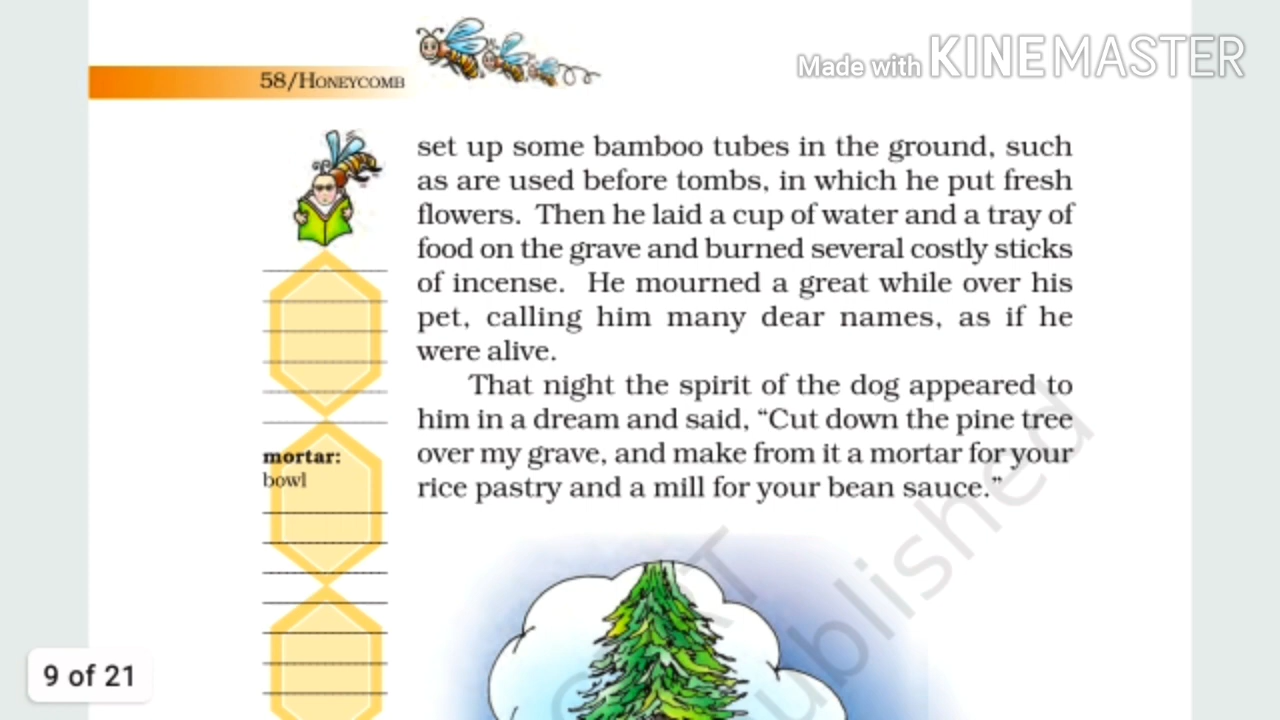 Made with KINEMASTER
58/HONEYCOMB
set up some bamboo tubes in the ground, such
as are used before tombs, in which he put fresh
flowers. Then he laid a cup of water and a tray of
food on the grave and burned several costly sticks
of incense. He mourned a great while over his
pet, calling him many dear names, as if he
were alive.
That night the spirit of the dog appeared to
him in a dream and said, “Cut down the pine tree
over my grave, and make from it a mortar for your
rice pastry and a mill for your bean sauce.”
mortar:
bowl
9 of 21